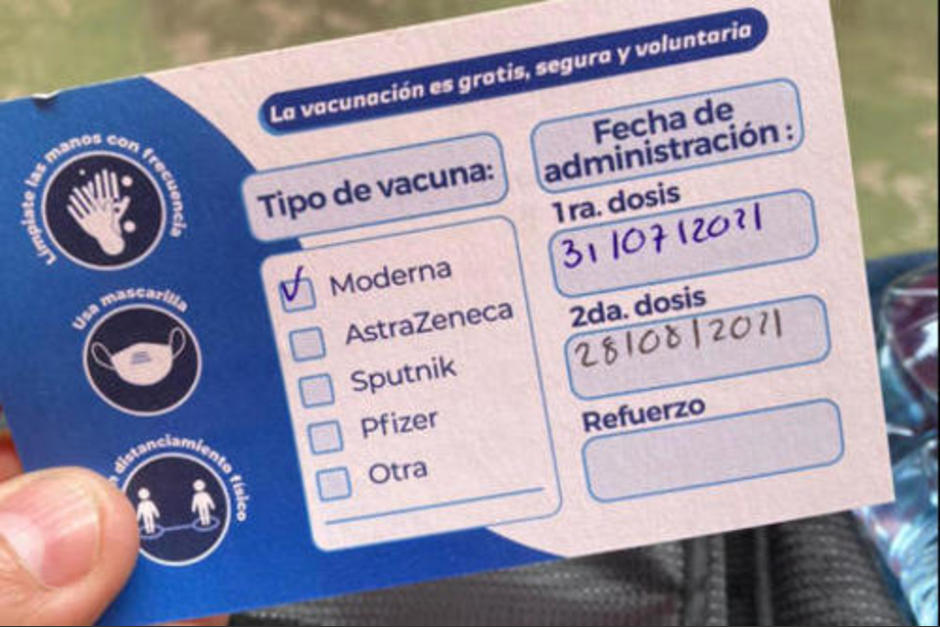 La vacunación es gratis, segura y voluntaria
Límpiate las manos con frecuencia
Usa mascarilla
distanciamiento físico
Tipo de vacuna:
Moderna
AstraZeneca
Sputnik
Pfizer
Otra
Fecha de
administración :
1ra. dosis
31/07/2021
2da. dosis
28/08/2021
Refuerzo